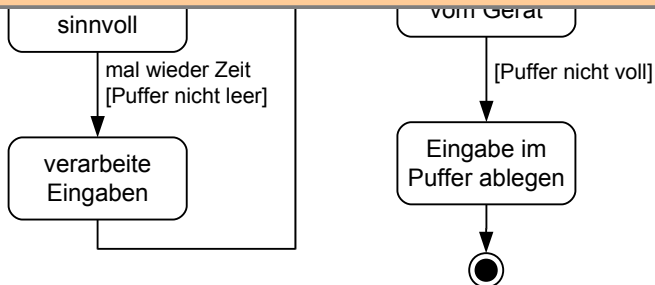 sinnvoll
mal wieder Zeit
[Puffer nicht leer]
verarbeite
Eingaben
vom Gerät
[Puffer nicht voll]
Eingabe im
Puffer ablegen